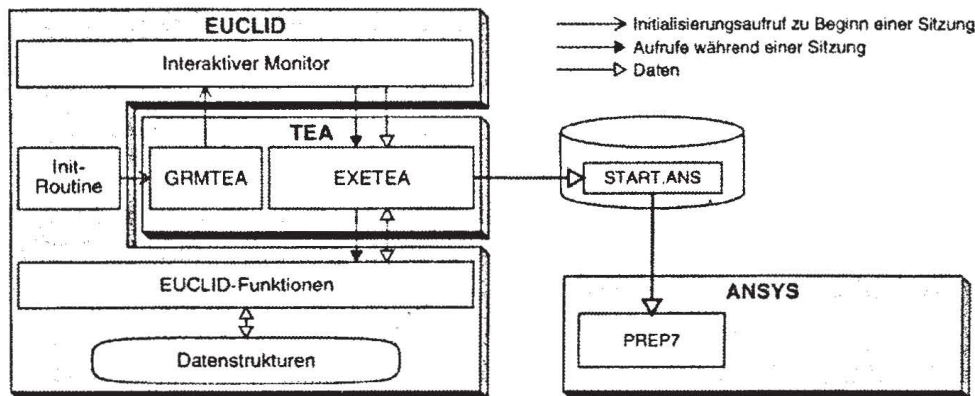 EUCLID
Interaktiver Monitor
Initialisierungsaufruf zu Beginn einer Sitzung
Aufrufe während einer Sitzung
Daten
TEA
Init-
Routine
GRMTEA
EXETEA
START.ANS
EUCLID-Funktionen
Datenstrukturen
ANSYS
PREP7